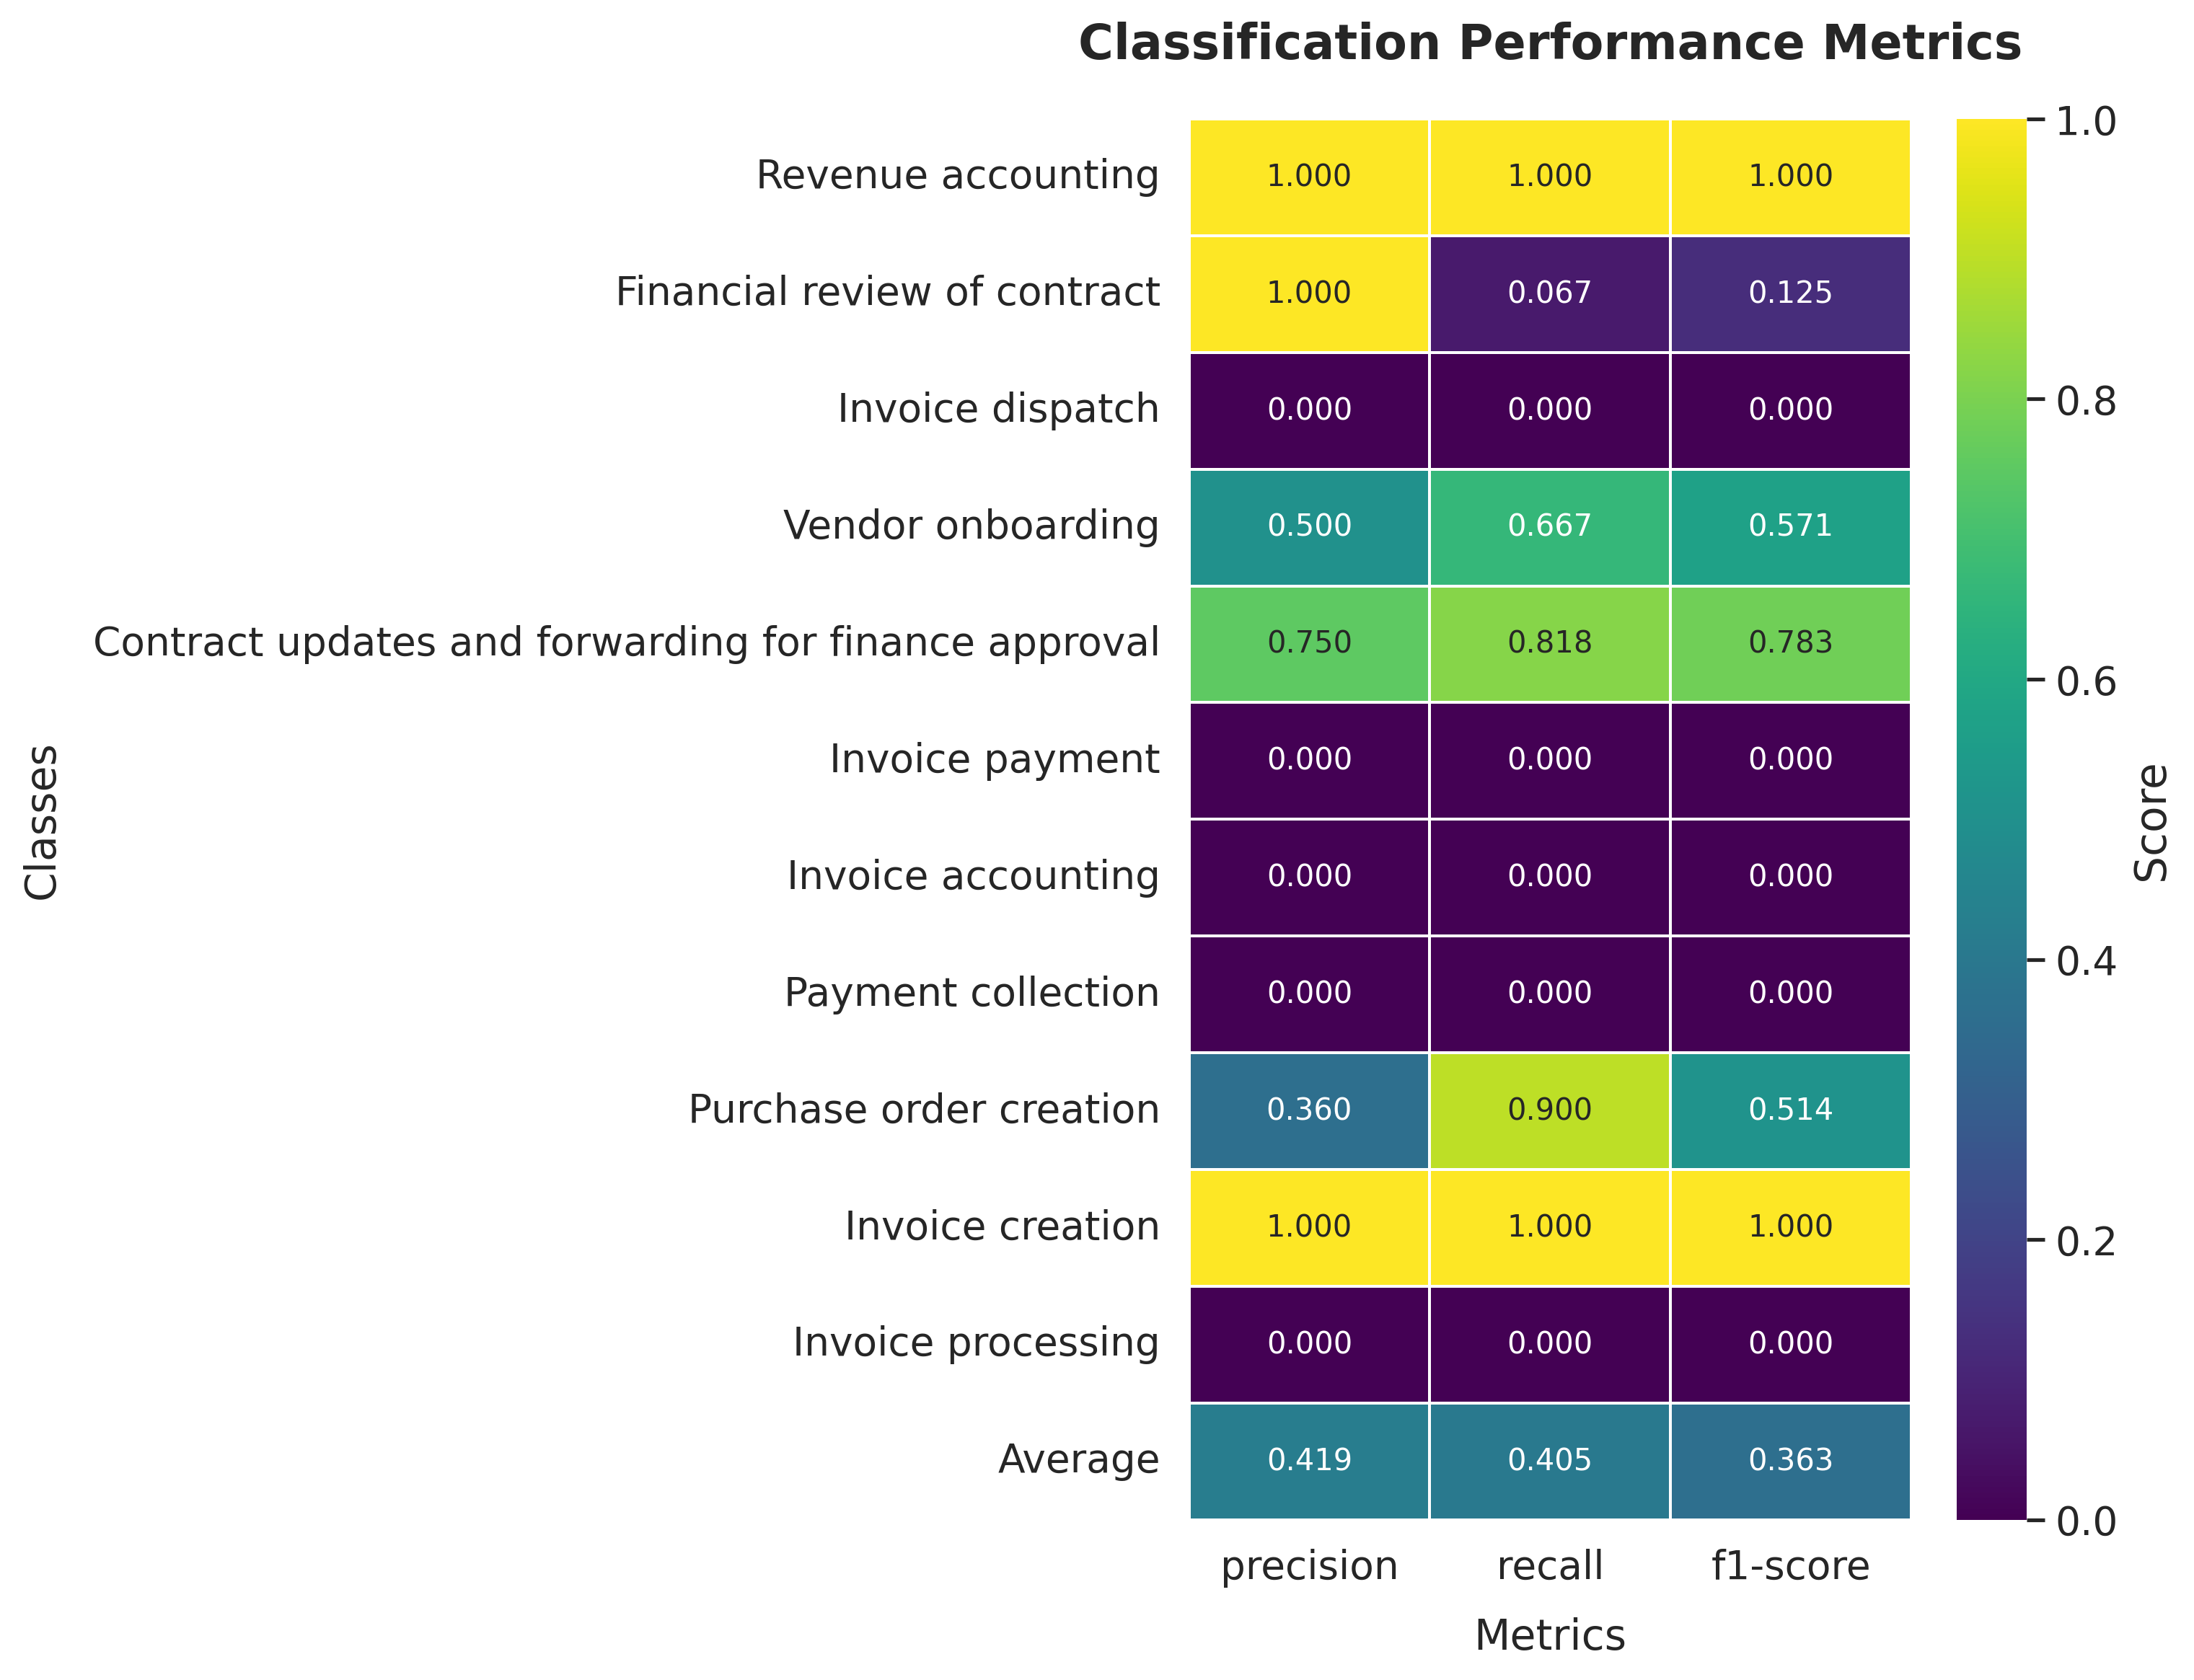 Classification Performance Metrics
Revenue accounting 1.000 1.000 1.000
Financial review of contract 1.000 0.067 0.125
Invoice dispatch 0.000 0.000 0.000
Vendor onboarding 0.500 0.667 0.571
Contract updates and forwarding for finance approval 0.750 0.818 0.783
Invoice payment 0.000 0.000 0.000
Invoice accounting 0.000 0.000 0.000
Payment collection 0.000 0.000 0.000
Purchase order creation 0.360 0.900 0.514
Invoice creation 1.000 1.000 1.000
Invoice processing 0.000 0.000 0.000
Average 0.419 0.405 0.363
precision recall f1-score
Metrics
Classes
1.0
0.8
0.6
0.4
0.2
0.0
Score